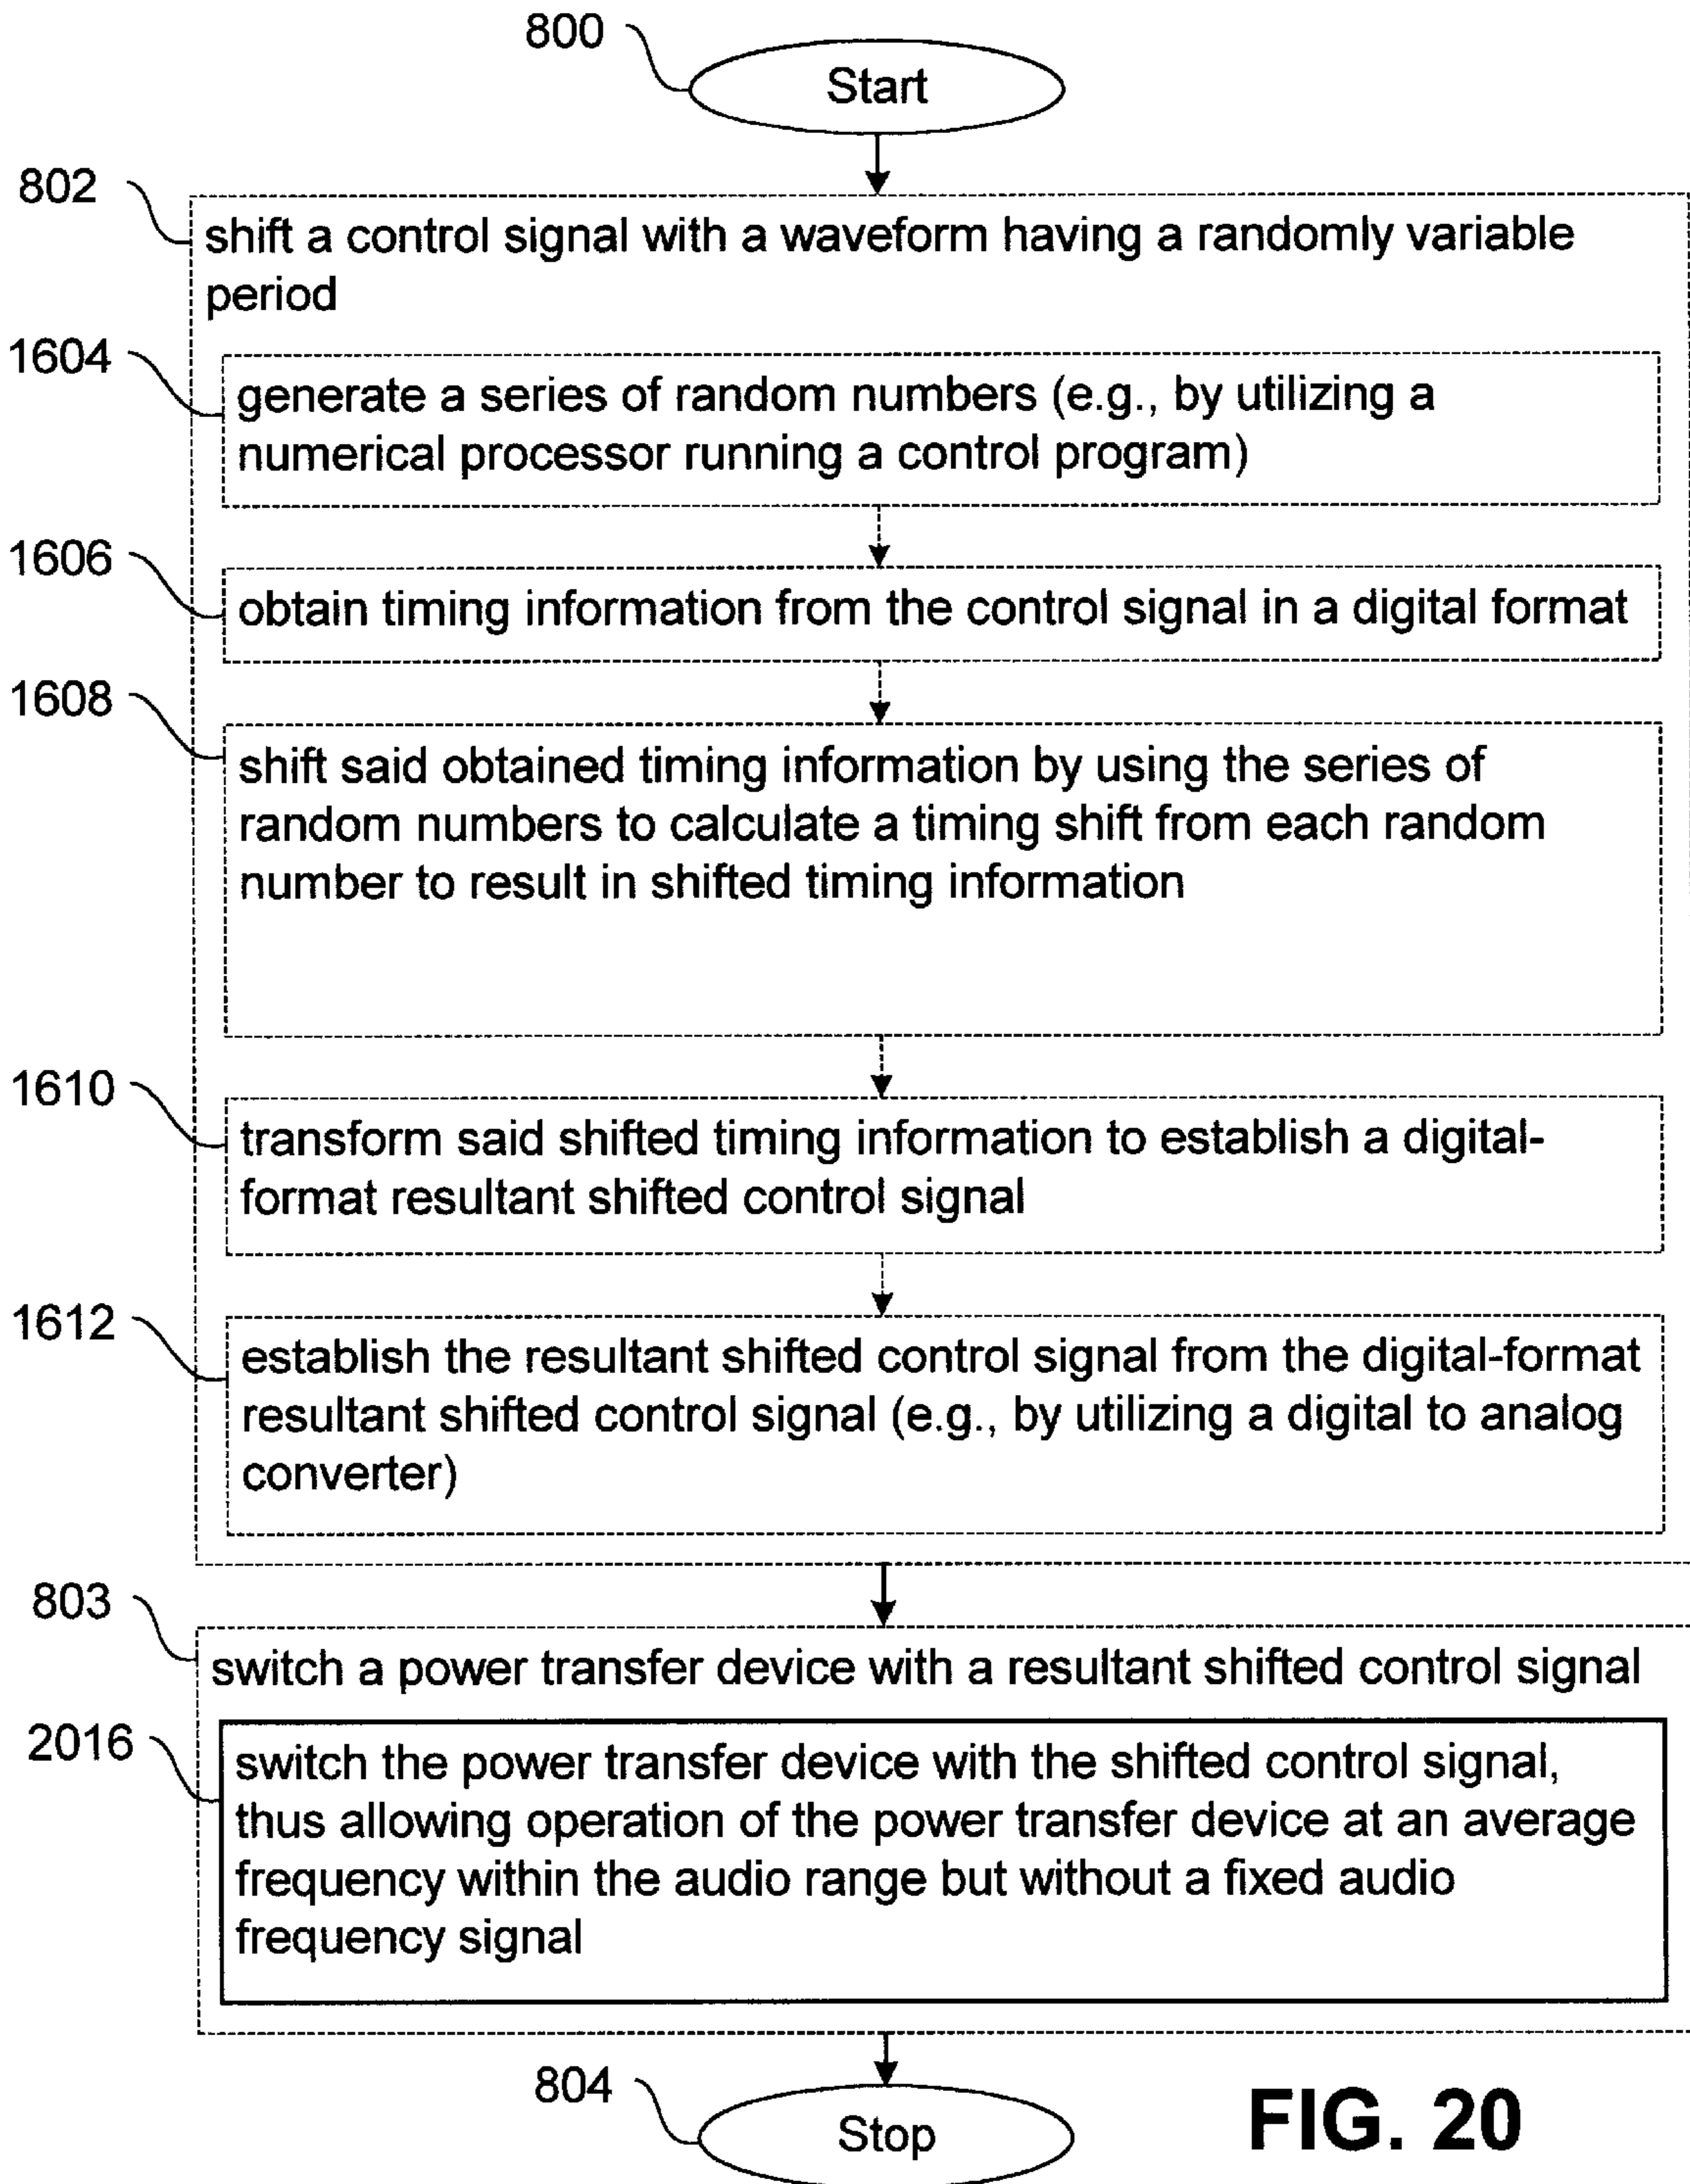 800
Start
802
shift a control signal with a waveform having a randomly variable
period
1604
generate a series of random numbers (e.g., by utilizing a
numerical processor running a control program)
1606
obtain timing information from the control signal in a digital format
1608
shift said obtained timing information by using the series of
random numbers to calculate a timing shift from each random
number to result in shifted timing information
1610
transform said shifted timing information to establish a digital-
format resultant shifted control signal
1612
establish the resultant shifted control signal from the digital-format
resultant shifted control signal (e.g., by utilizing a digital to analog
converter)
803
switch a power transfer device with a resultant shifted control signal
2016
switch the power transfer device with the shifted control signal,
thus allowing operation of the power transfer device at an average
frequency within the audio range but without a fixed audio
frequency signal
804
Stop
FIG. 20